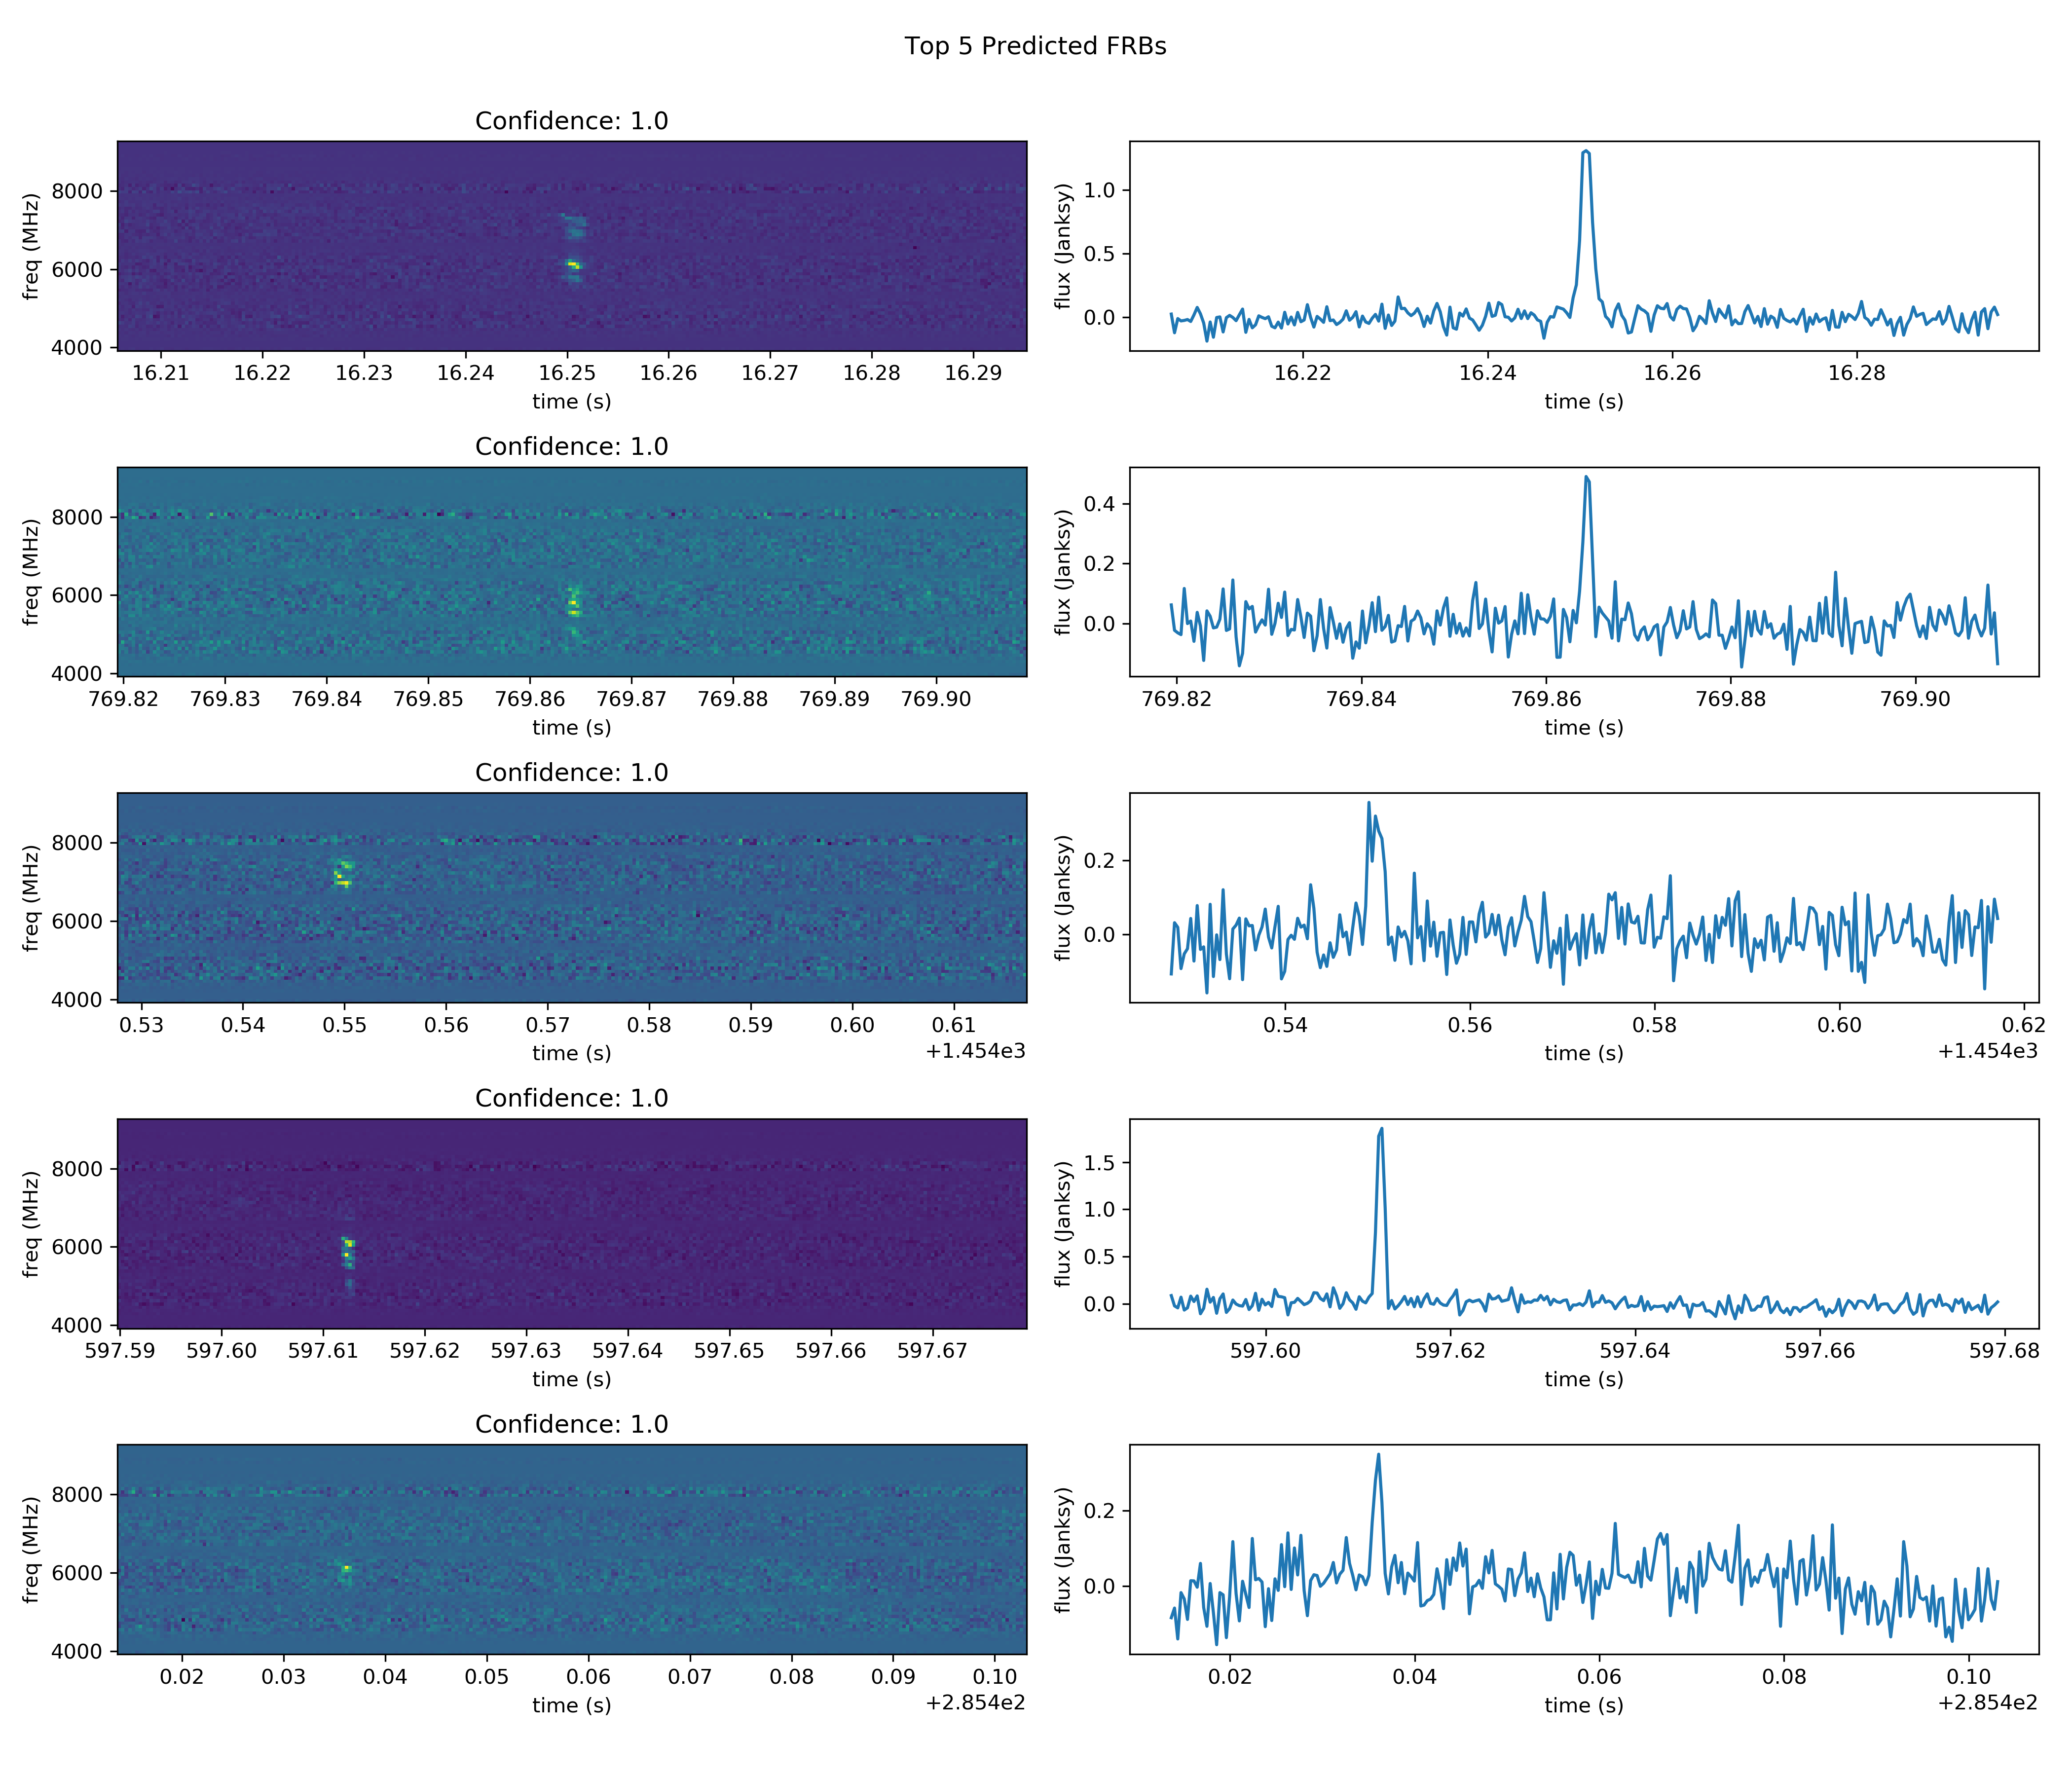 Top 5 Predicted FRBs
Confidence: 1.0
freq (MHz)
8000
6000
4000
16.21 16.22 16.23 16.24 16.25 16.26 16.27 16.28 16.29
time (s)
flux (Janksy)
1.0
0.5
0.0
16.22 16.24 16.26 16.28
time (s)
Confidence: 1.0
freq (MHz)
8000
6000
4000
769.82 769.83 769.84 769.85 769.86 769.87 769.88 769.89 769.90
time (s)
flux (Janksy)
0.4
0.2
0.0
769.82 769.84 769.86 769.88 769.90
time (s)
Confidence: 1.0
freq (MHz)
8000
6000
4000
0.53 0.54 0.55 0.56 0.57 0.58 0.59 0.60 0.61
time (s)
+1.454e3
flux (Janksy)
0.2
0.0
0.54 0.56 0.58 0.60 0.62
time (s)
+1.454e3
Confidence: 1.0
freq (MHz)
8000
6000
4000
597.59 597.60 597.61 597.62 597.63 597.64 597.65 597.66 597.67
time (s)
flux (Janksy)
1.5
1.0
0.5
0.0
597.60 597.62 597.64 597.66 597.68
time (s)
Confidence: 1.0
freq (MHz)
8000
6000
4000
0.02 0.03 0.04 0.05 0.06 0.07 0.08 0.09 0.10
time (s)
+2.854e2
flux (Janksy)
0.2
0.0
0.02 0.04 0.06 0.08 0.10
time (s)
+2.854e2